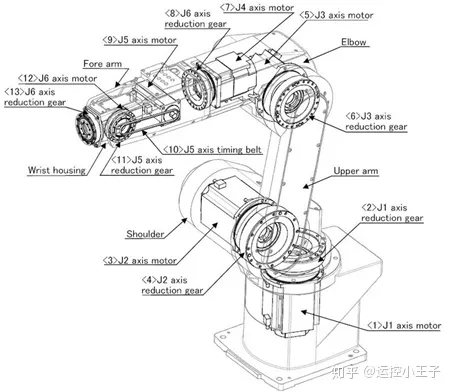 <7>J4 axis motor
<8>J6 axis
reduction gear
<5>J3 axis motor
<9>J5 axis motor
Elbow
Fore arm
<12>J6 axis motor
<13>J6 axis
reduction gear
<6>J3 axis
reduction gear
<10>J5 axis timing belt
Wrist housing
<11>J5 axis
reduction gear
Upper arm
<2>J1 axis
reduction gear
Shoulder
<3>J2 axis motor
<4>J2 axis
reduction gear
<1>J1 axis motor
知乎 @运控小王子